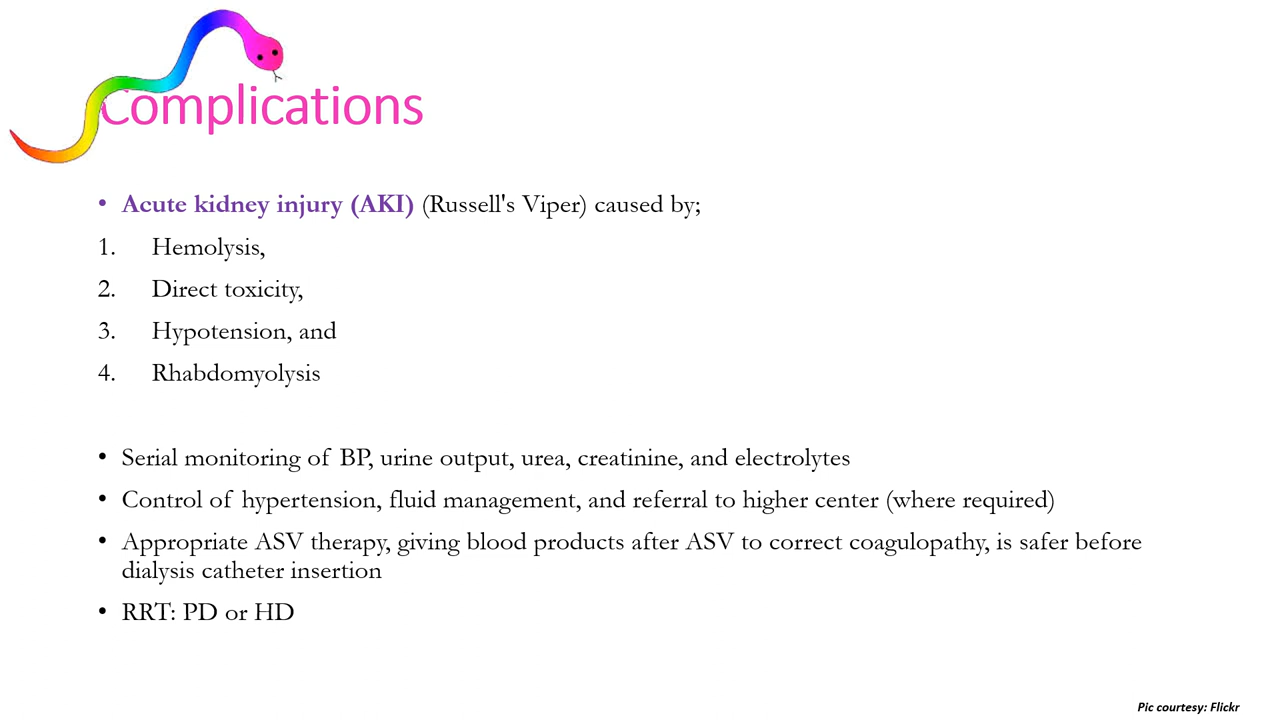 Complications
• Acute kidney injury (AKI) (Russell's Viper) caused by;
1. Hemolysis,
2. Direct toxicity,
3. Hypotension, and
4. Rhabdomyolysis
• Serial monitoring of BP, urine output, urea, creatinine, and electrolytes
• Control of hypertension, fluid management, and referral to higher center (where required)
• Appropriate ASV therapy, giving blood products after ASV to correct coagulopathy, is safer before
dialysis catheter insertion
• RRT: PD or HD
Pic courtesy: Flickr